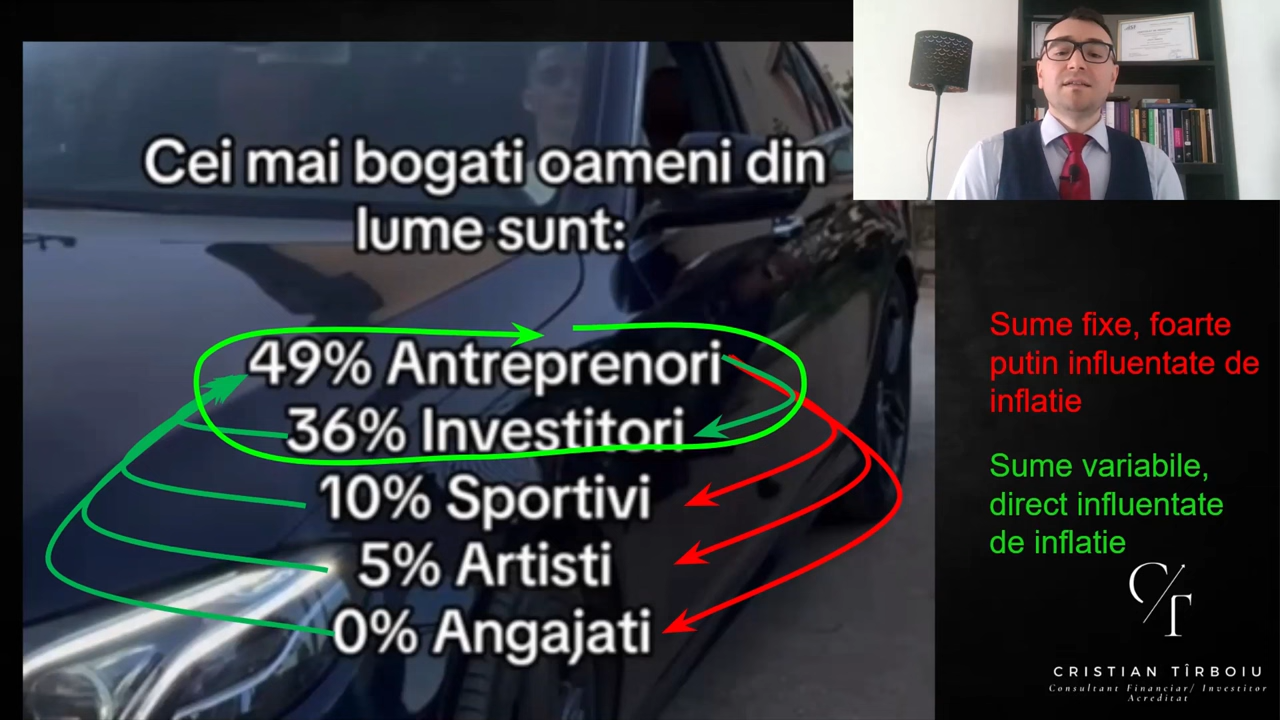 Cei mai bogati oameni din
lume sunt:
49% Antreprenori
36% Investitori
10% Sportivi
5% Artisti
0% Angajati
Sume fixe, foarte
putin influentate de
inflatie
Sume variabile,
direct influentate
de inflatie
C/T
CRISTIAN TÎRBOIU
Consultant Financiar/ Investitor
Acreditat